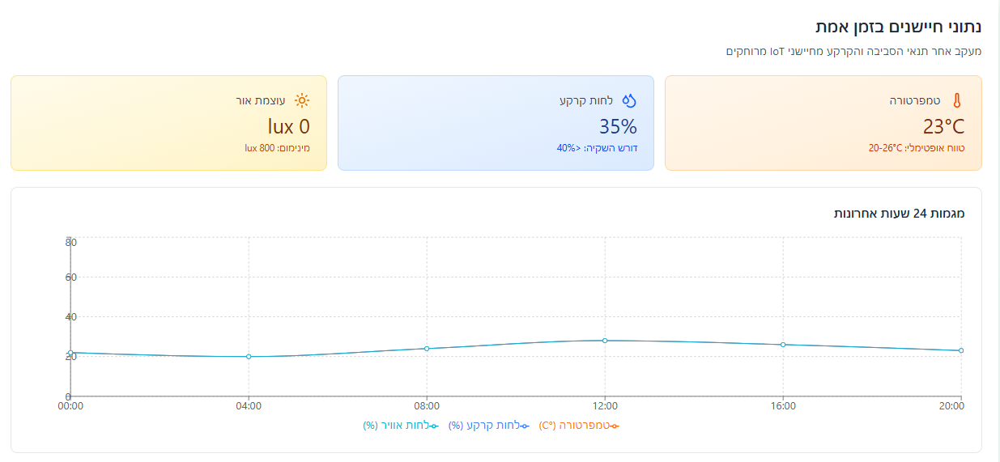 נתוני חיישנים בזמן אמת
מעקב אחר תנאי הסביבה והקרקע מחיישני IoT מרוחקים
טמפרטורה
23°C
טווח אופטימלי: 20-26°C
לחות קרקע
35%
דורש השקיה: <40%
עוצמת אור
0 lux
מינימום: 800 lux
מגמות 24 שעות אחרונות
80
60
40
20
0
00:00 04:00 08:00 12:00 16:00 20:00
טמפרטורה (°C) לחות קרקע (%) לחות אוויר (%)